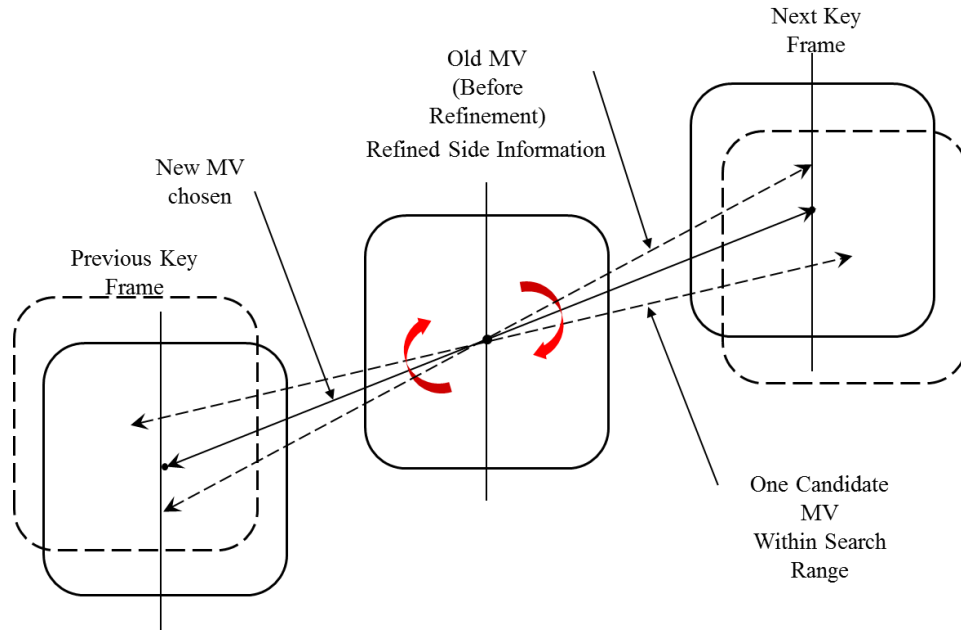 Next Key
Frame
Old MV
(Before
Refinement)
Refined Side Information
New MV
chosen
Previous Key
Frame
One Candidate
MV
Within Search
Range